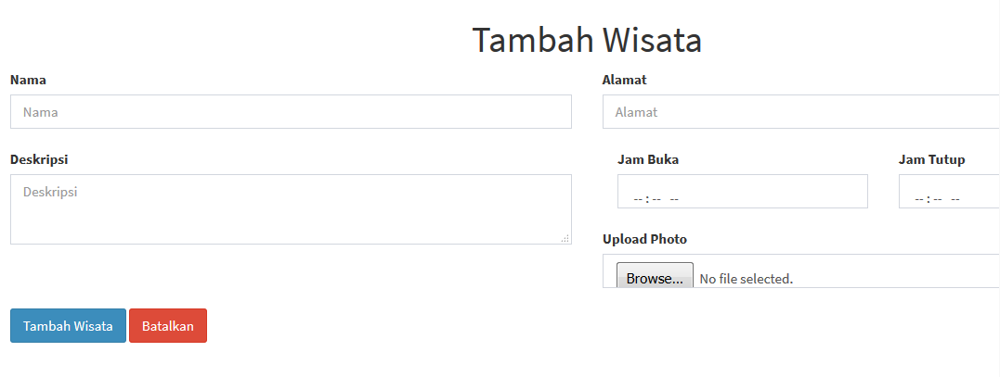 Tambah Wisata
Nama
Alamat
Nama
Alamat
Deskripsi
Jam Buka
Jam Tutup
Deskripsi
-- : -- --
-- : -- --
Upload Photo
Browse... No file selected.
Tambah Wisata
Batalkan